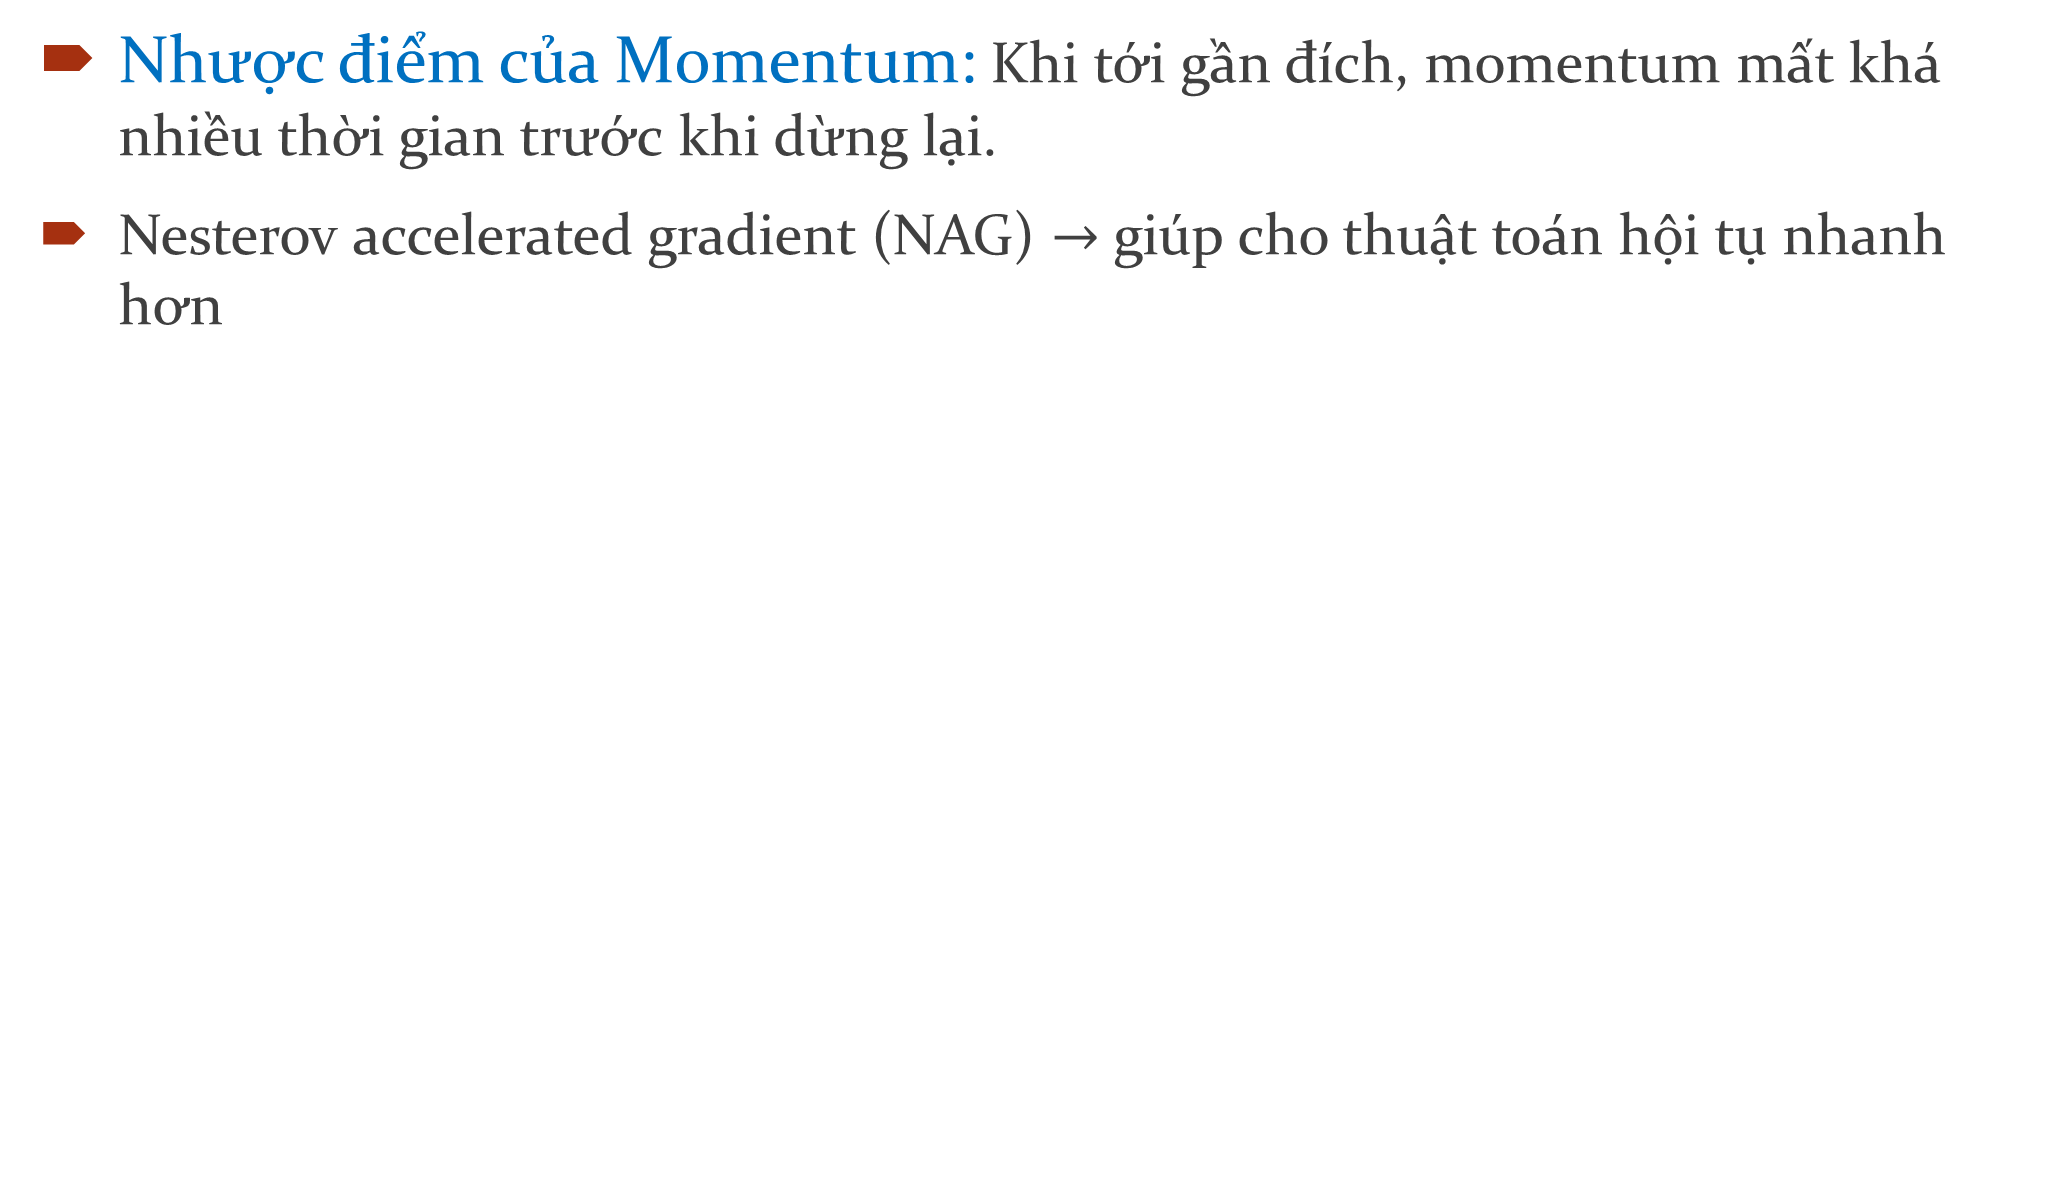 Nhược điểm của Momentum: Khi tới gần đích, momentum mất khá
nhiều thời gian trước khi dừng lại.
Nesterov accelerated gradient (NAG) → giúp cho thuật toán hội tụ nhanh
hơn